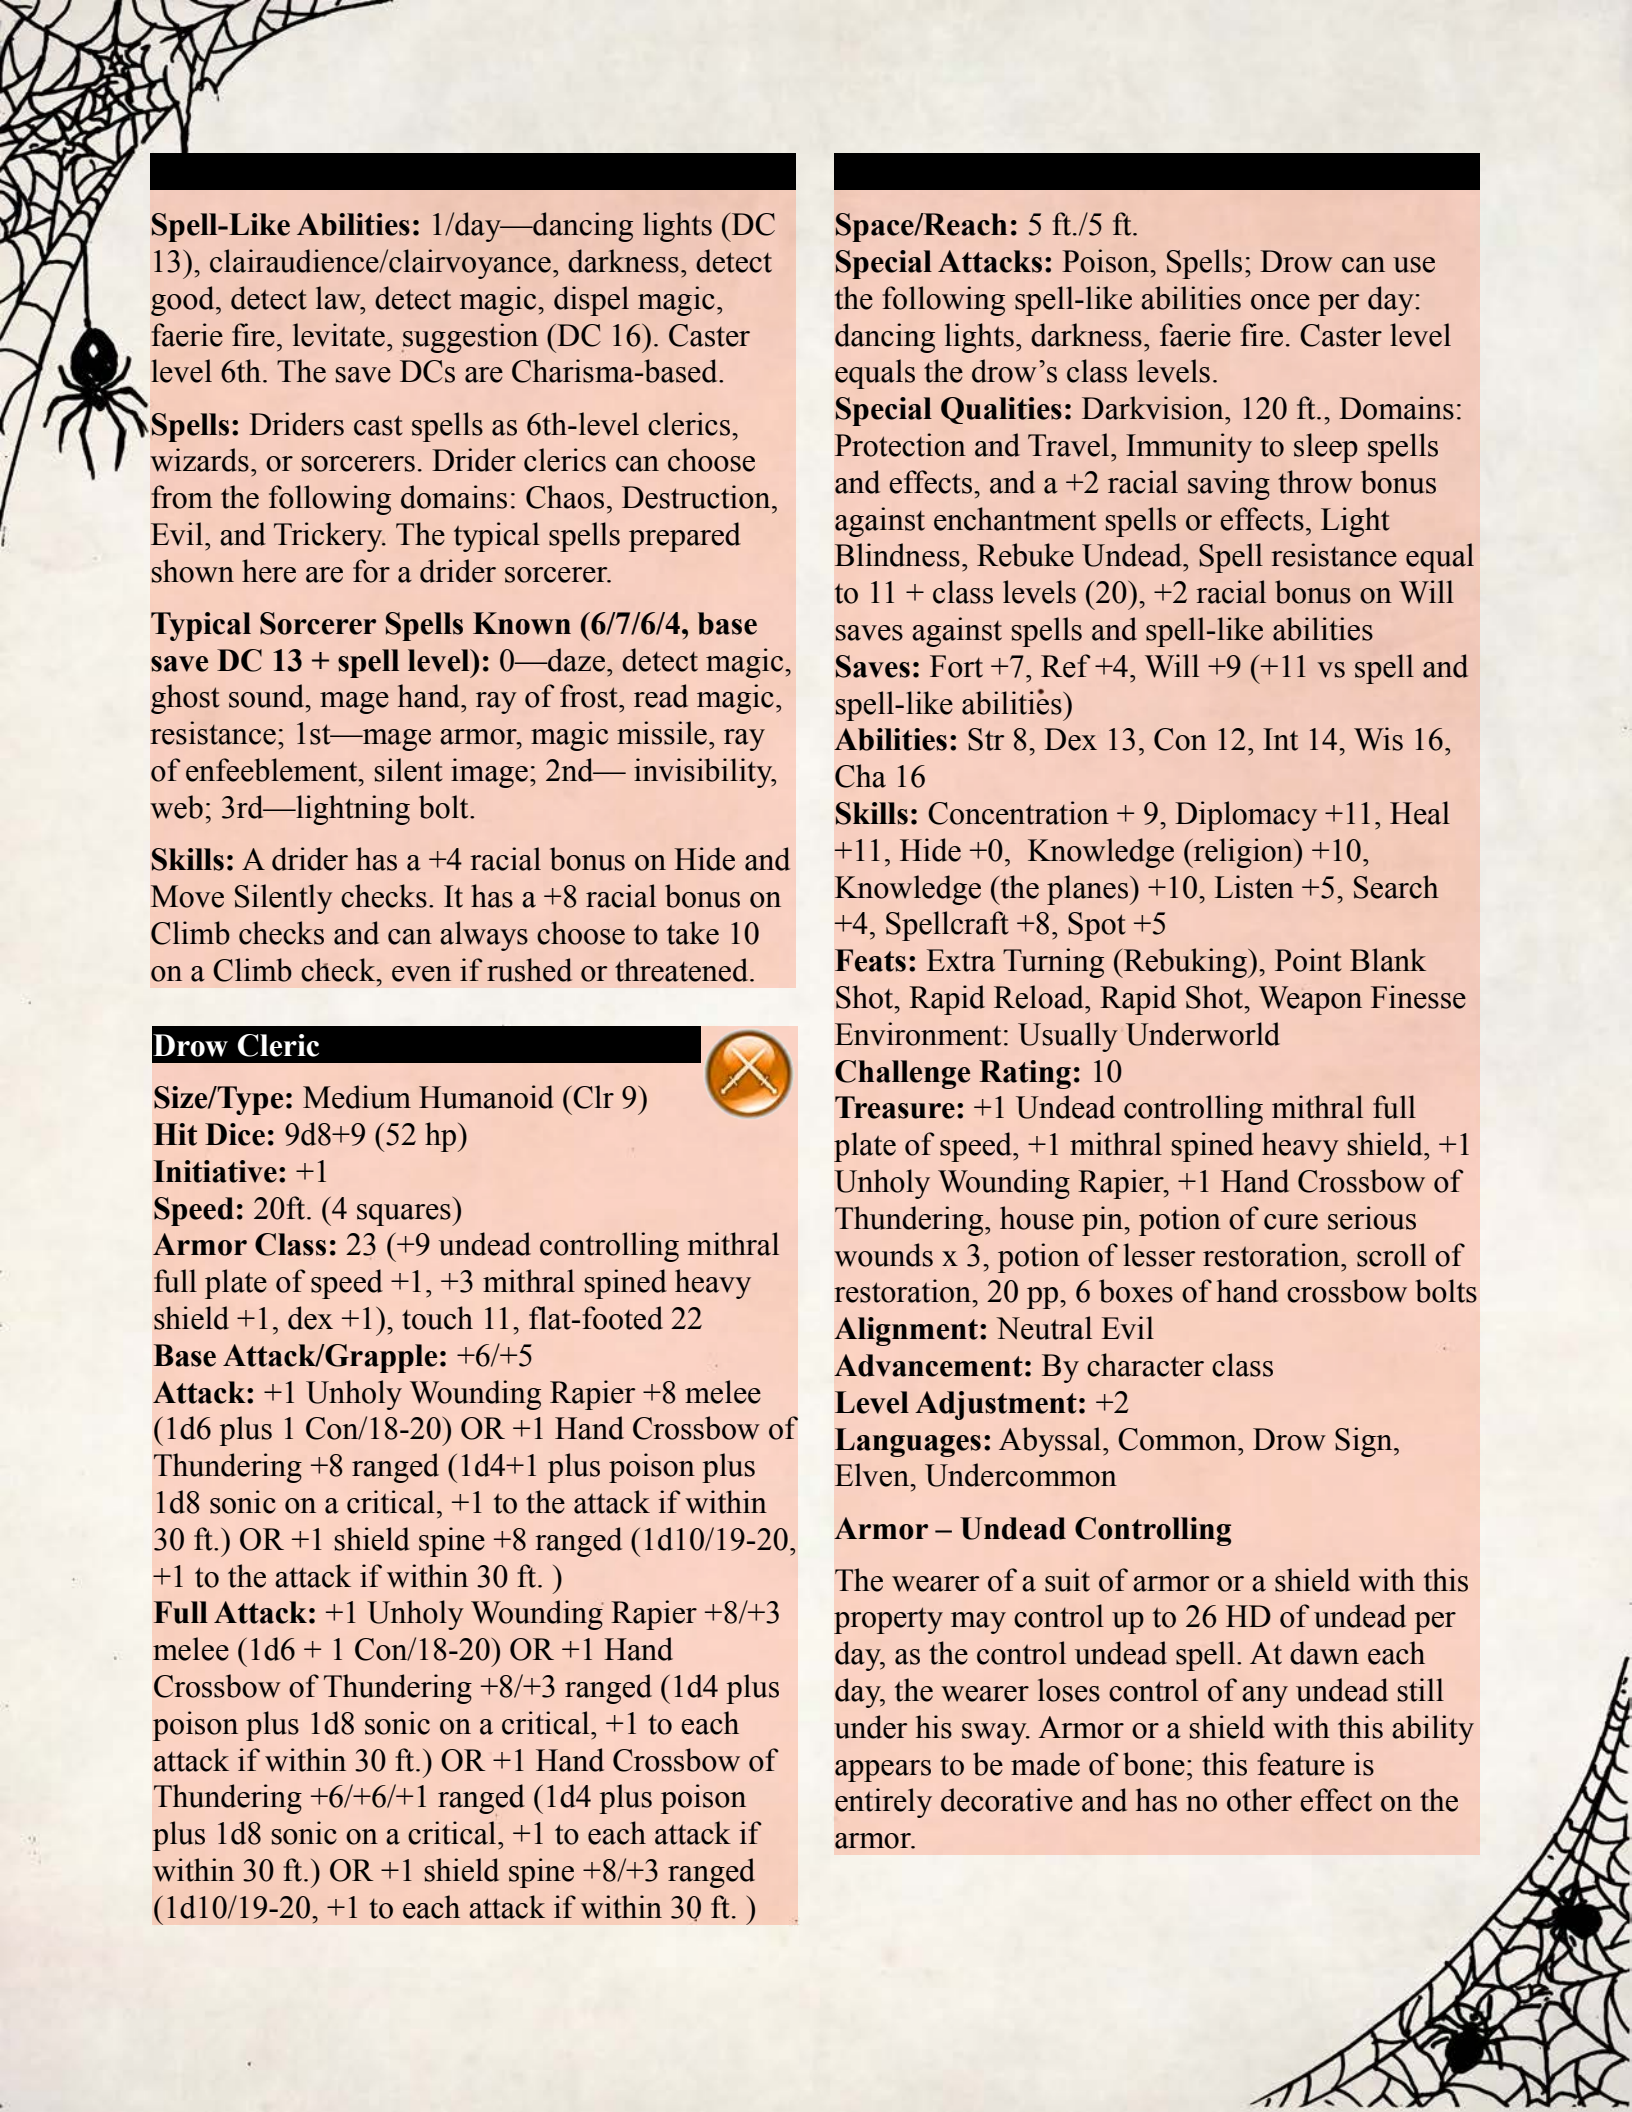 Spell-Like Abilities: 1/day—dancing lights (DC
13), clairaudience/clairvoyance, darkness, detect
good, detect law, detect magic, dispel magic,
faerie fire, levitate, suggestion (DC 16). Caster
level 6th. The save DCs are Charisma-based.
Spells: Driders cast spells as 6th-level clerics,
wizards, or sorcerers. Drider clerics can choose
from the following domains: Chaos, Destruction,
Evil, and Trickery. The typical spells prepared
shown here are for a drider sorcerer.
Typical Sorcerer Spells Known (6/7/6/4, base
save DC 13 + spell level): 0—daze, detect magic,
ghost sound, mage hand, ray of frost, read magic,
resistance; 1st—mage armor, magic missile, ray
of enfeeblement, silent image; 2nd— invisibility,
web; 3rd—lightning bolt.
Skills: A drider has a +4 racial bonus on Hide and
Move Silently checks. It has a +8 racial bonus on
Climb checks and can always choose to take 10
on a Climb check, even if rushed or threatened.
Drow Cleric
Size/Type: Medium Humanoid (Clr 9)
Hit Dice: 9d8+9 (52 hp)
Initiative: +1
Speed: 20ft. (4 squares)
Armor Class: 23 (+9 undead controlling mithral
full plate of speed +1, +3 mithral spined heavy
shield +1, dex +1), touch 11, flat-footed 22
Base Attack/Grapple: +6/+5
Attack: +1 Unholy Wounding Rapier +8 melee
(1d6 plus 1 Con/18-20) OR +1 Hand Crossbow of
Thundering +8 ranged (1d4+1 plus poison plus
1d8 sonic on a critical, +1 to the attack if within
30 ft.) OR +1 shield spine +8 ranged (1d10/19-20,
+1 to the attack if within 30 ft. )
Full Attack: +1 Unholy Wounding Rapier +8/+3
melee (1d6 + 1 Con/18-20) OR +1 Hand
Crossbow of Thundering +8/+3 ranged (1d4 plus
poison plus 1d8 sonic on a critical, +1 to each
attack if within 30 ft.) OR +1 Hand Crossbow of
Thundering +6/+6/+1 ranged (1d4 plus poison
plus 1d8 sonic on a critical, +1 to each attack if
within 30 ft.) OR +1 shield spine +8/+3 ranged
(1d10/19-20, +1 to each attack if within 30 ft. )
Space/Reach: 5 ft./5 ft.
Special Attacks: Poison, Spells; Drow can use
the following spell-like abilities once per day:
dancing lights, darkness, faerie fire. Caster level
equals the drow’s class levels.
Special Qualities: Darkvision, 120 ft., Domains:
Protection and Travel, Immunity to sleep spells
and effects, and a +2 racial saving throw bonus
against enchantment spells or effects, Light
Blindness, Rebuke Undead, Spell resistance equal
to 11 + class levels (20), +2 racial bonus on Will
saves against spells and spell-like abilities
Saves: Fort +7, Ref +4, Will +9 (+11 vs spell and
spell-like abilities)
Abilities: Str 8, Dex 13, Con 12, Int 14, Wis 16,
Cha 16
Skills: Concentration + 9, Diplomacy +11, Heal
+11, Hide +0, Knowledge (religion) +10,
Knowledge (the planes) +10, Listen +5, Search
+4, Spellcraft +8, Spot +5
Feats: Extra Turning (Rebuking), Point Blank
Shot, Rapid Reload, Rapid Shot, Weapon Finesse
Environment: Usually Underworld
Challenge Rating: 10
Treasure: +1 Undead controlling mithral full
plate of speed, +1 mithral spined heavy shield, +1
Unholy Wounding Rapier, +1 Hand Crossbow of
Thundering, house pin, potion of cure serious
wounds x 3, potion of lesser restoration, scroll of
restoration, 20 pp, 6 boxes of hand crossbow bolts
Alignment: Neutral Evil
Advancement: By character class
Level Adjustment: +2
Languages: Abyssal, Common, Drow Sign,
Elven, Undercommon
Armor – Undead Controlling
The wearer of a suit of armor or a shield with this
property may control up to 26 HD of undead per
day, as the control undead spell. At dawn each
day, the wearer loses control of any undead still
under his sway. Armor or a shield with this ability
appears to be made of bone; this feature is
entirely decorative and has no other effect on the
armor.